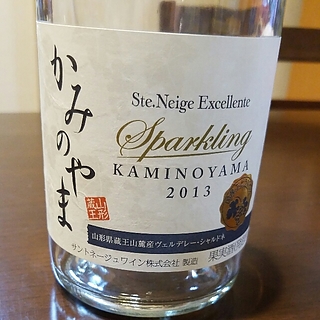 かみのやま
山形
蔵王
Ste.Neige Excellente
Sparkling
KAMINOYAMA
2013
山形県蔵王山麓産ヴェルデレー・シャルドネ
サントネージュワイン株式会社 製造
果実酒